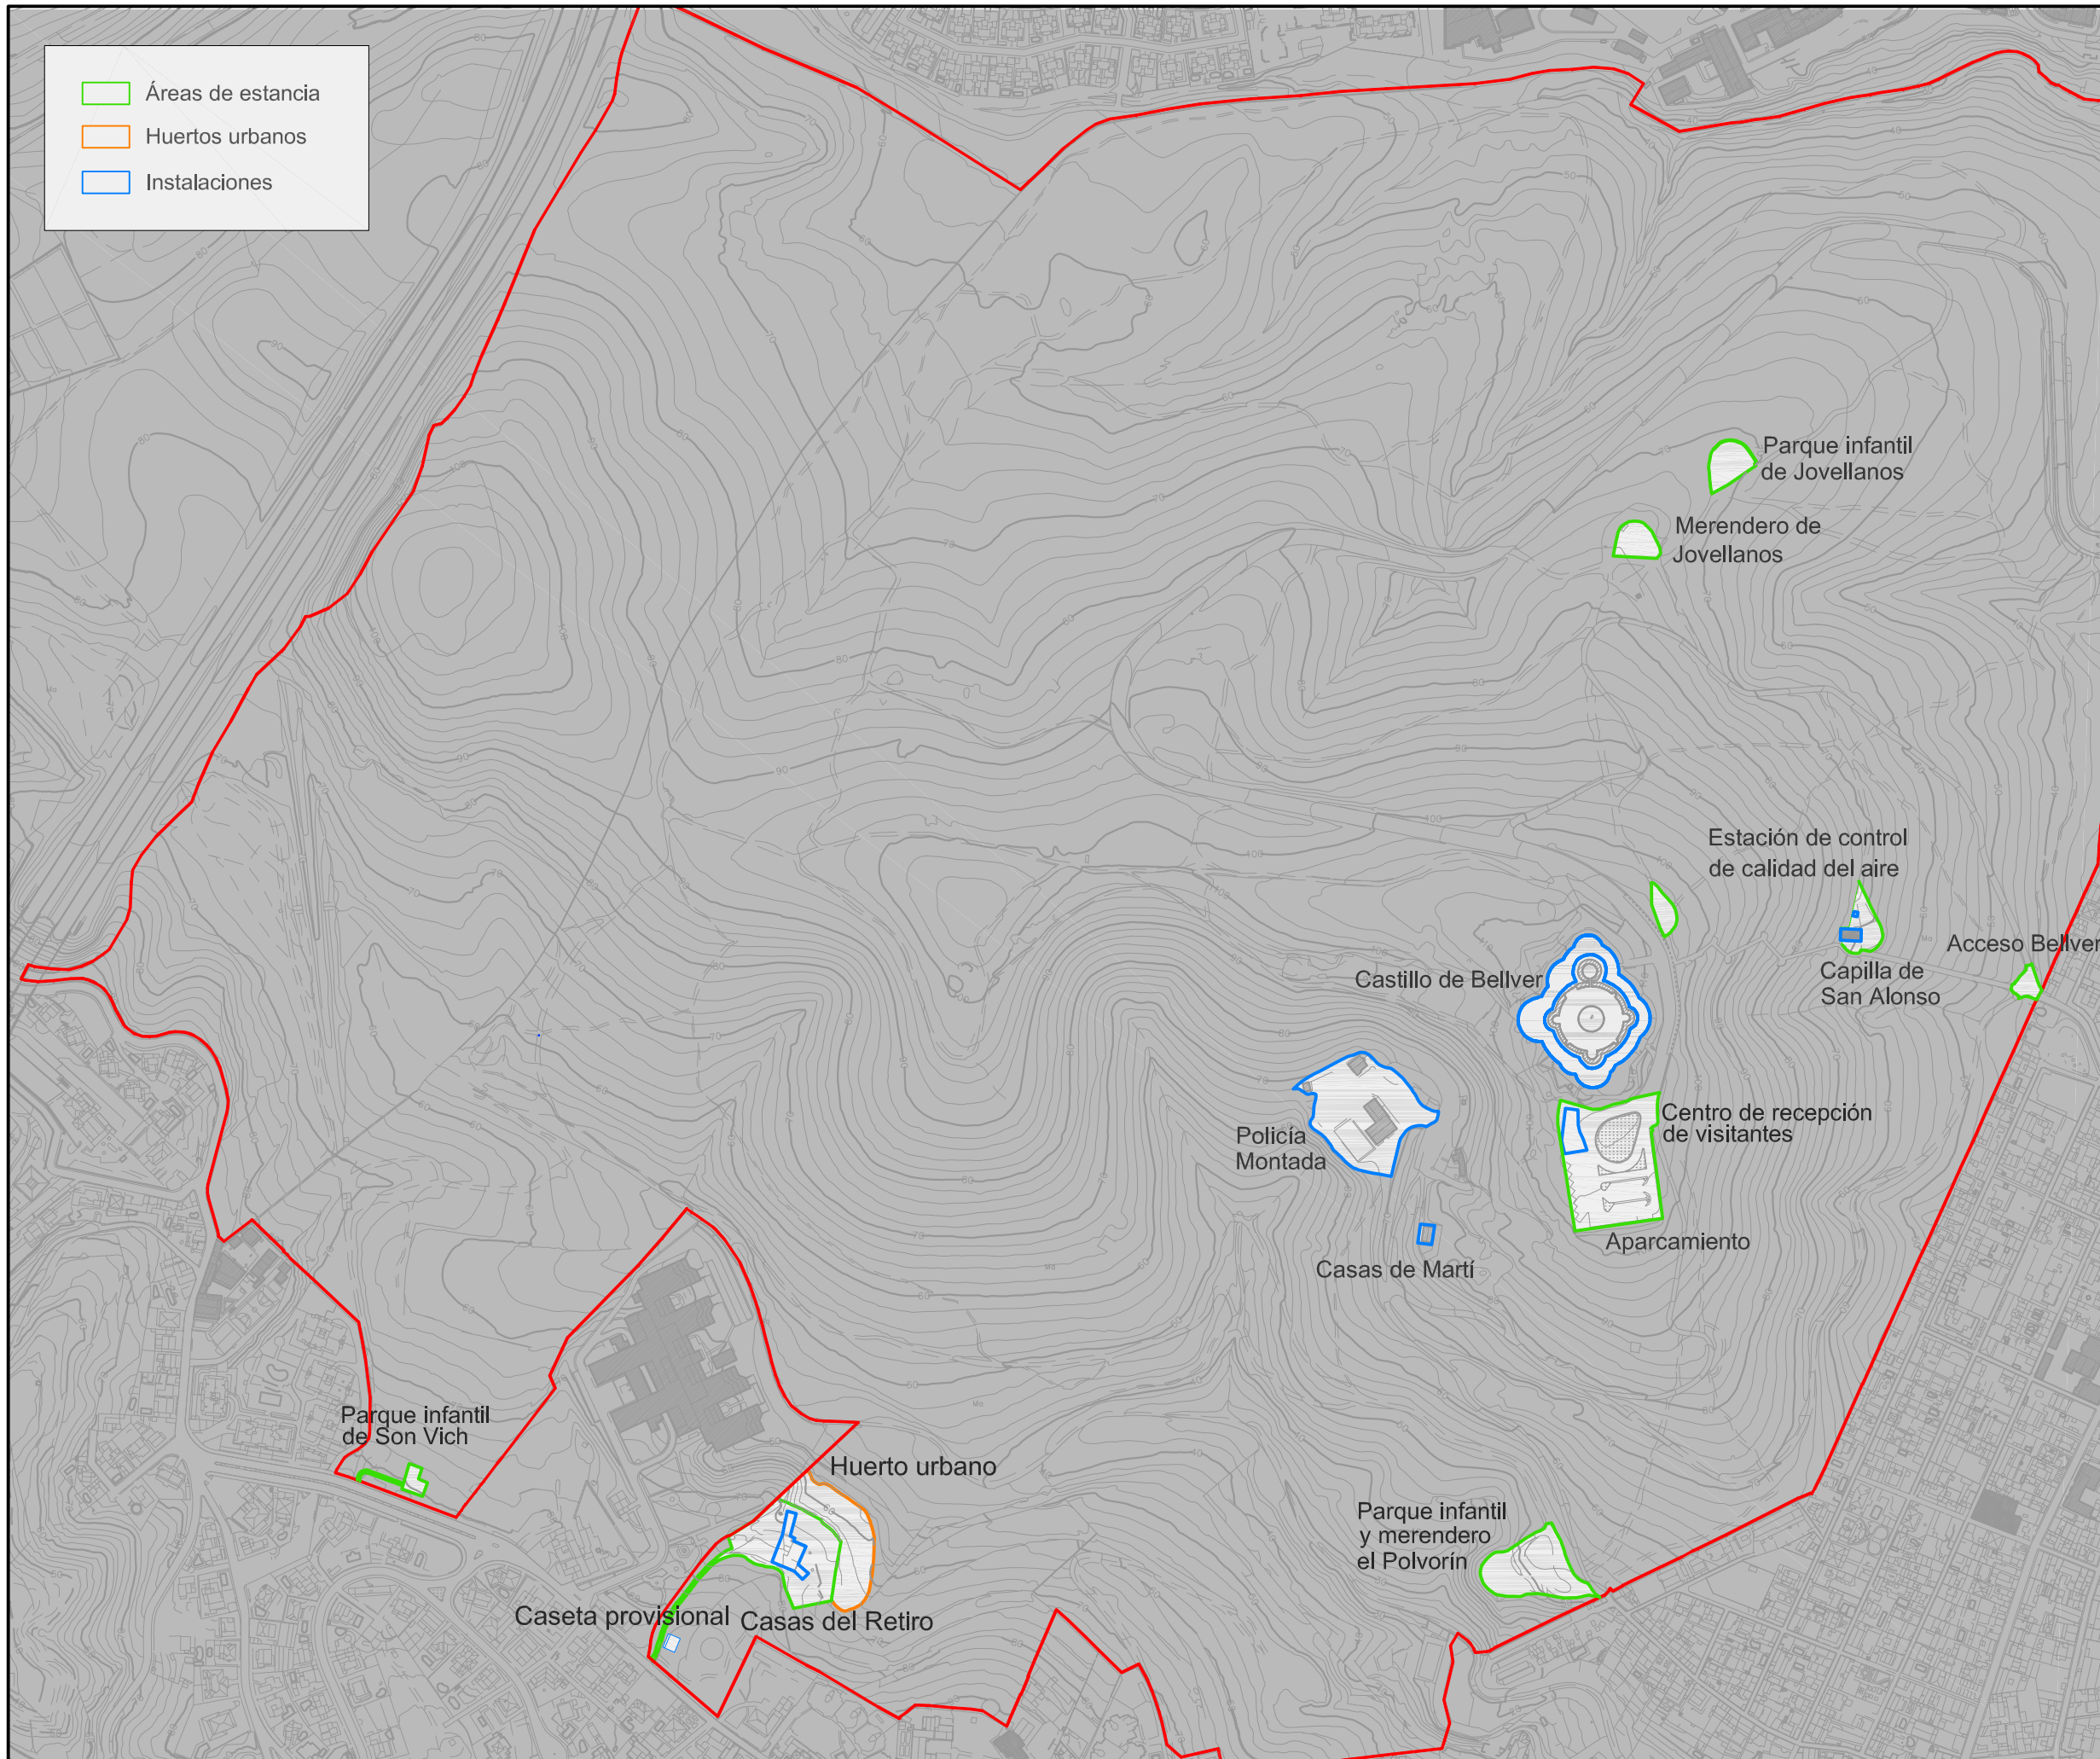 Áreas de estancia
Huertos urbanos
Instalaciones
Parque infantil
de Jovellanos
Merendero de
Jovellanos
Estación de control
de calidad del aire
Acceso Bellver
Capilla de
San Alonso
Castillo de Bellver
Centro de recepción
de visitantes
Policía
Montada
Aparcamiento
Casas de Martí
Parque infantil
de Son Vich
Huerto urbano
Parque infantil
y merendero
el Polvorín
Caseta provisional
Casas del Retiro